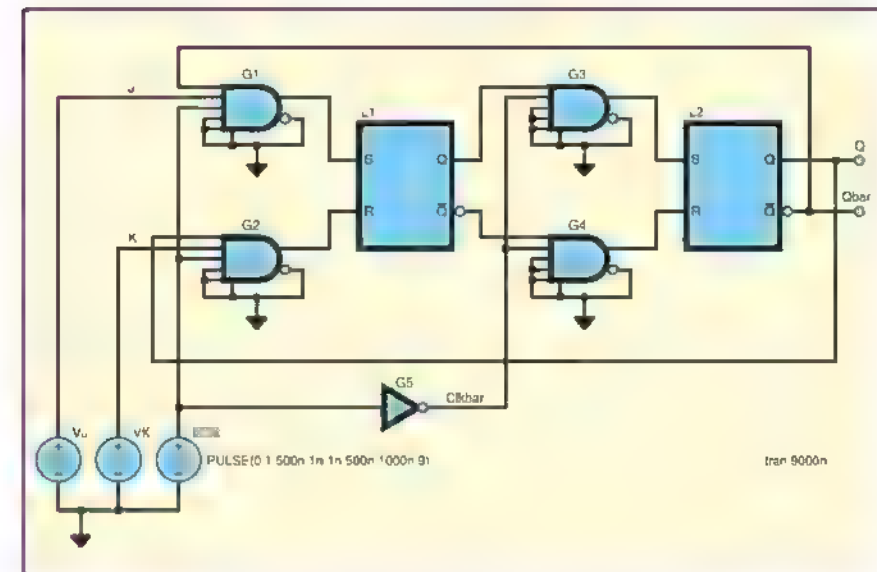 G1
G3
J
L1
L2
S
Q
S
Q
Q
R
Q
R
Q
Qbar
G2
G4
K
G5
Clkbar
VK
PULSE(0 1 500n 1n 1n 500n 1000n 9)
tran 9000n